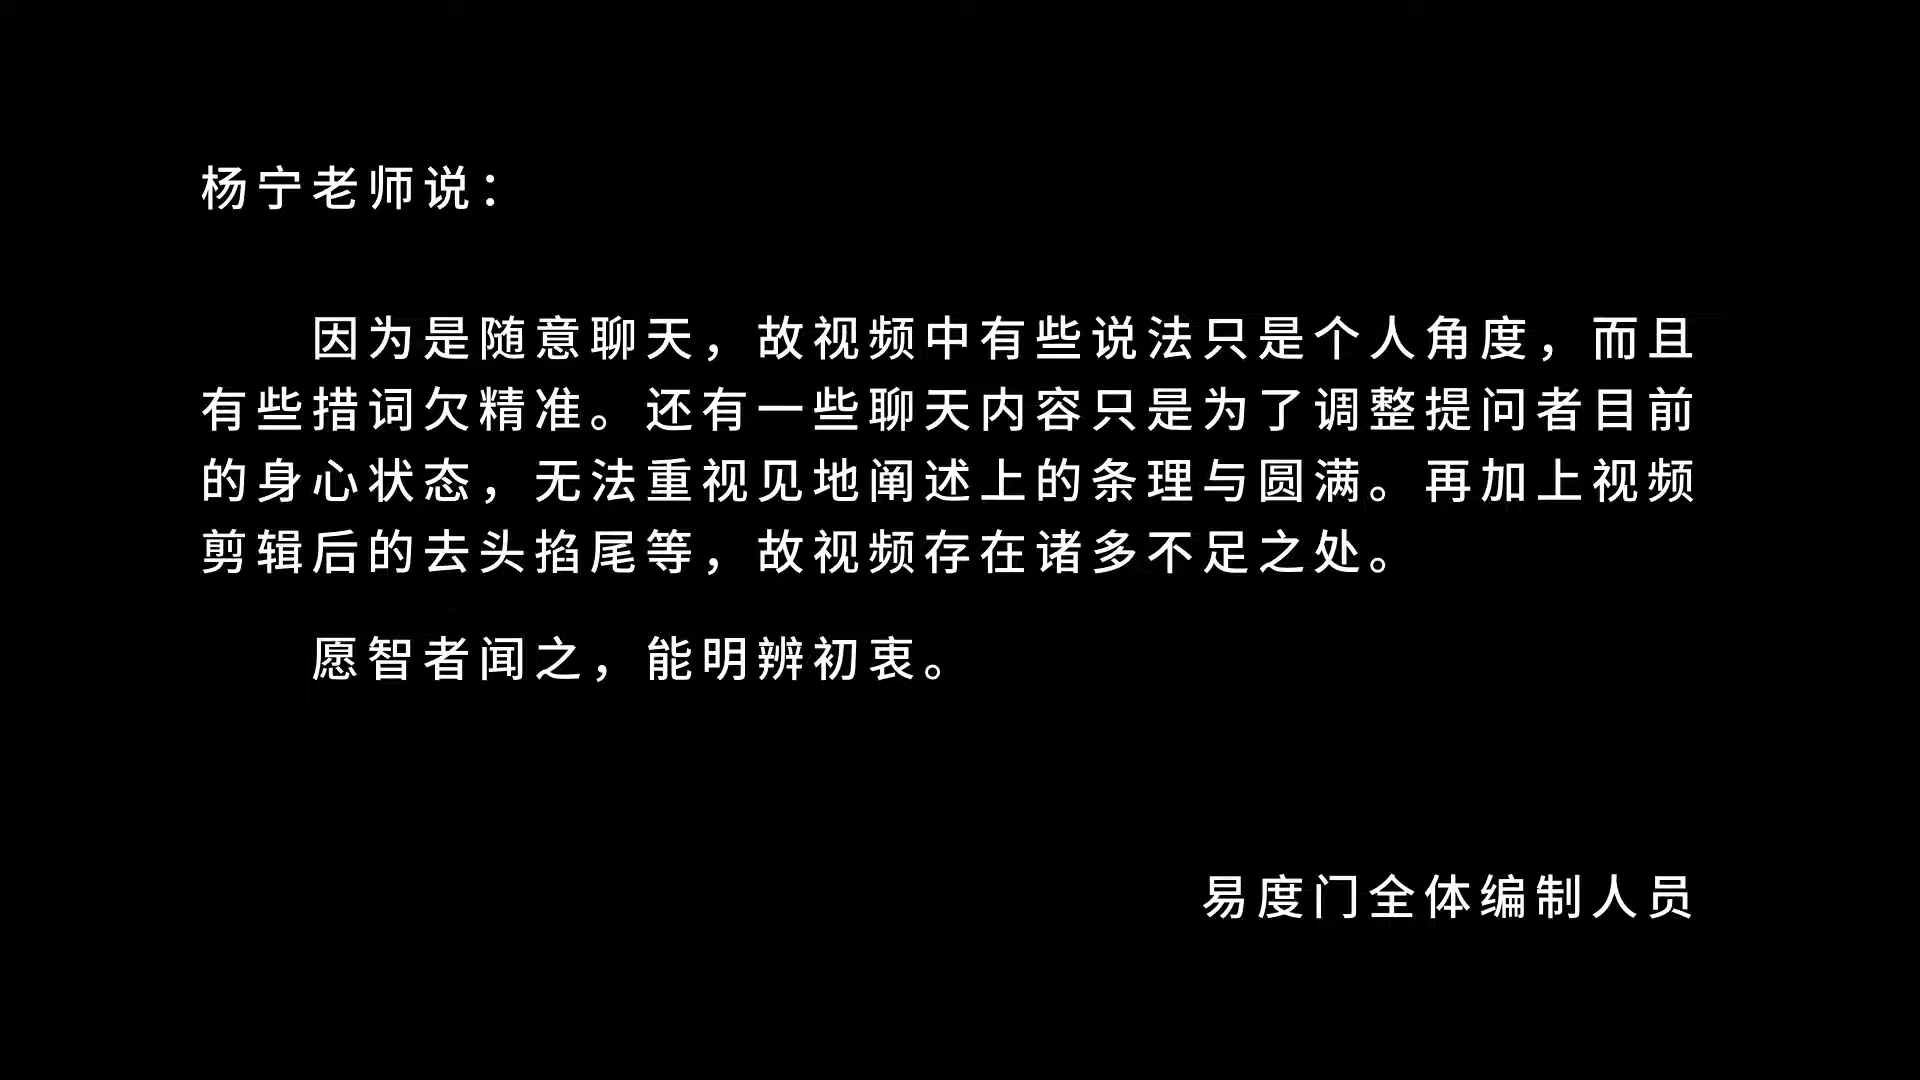 杨宁老师说：
因为是随意聊天，故视频中有些说法只是个人角度，而且
有些措词欠精准。还有一些聊天内容只是为了调整提问者目前
的身心状态，无法重视见地阐述上的条理与圆满。再加上视频
剪辑后的去头掐尾等，故视频存在诸多不足之处。
愿智者闻之，能明辨初衷。
易度门全体编制人员